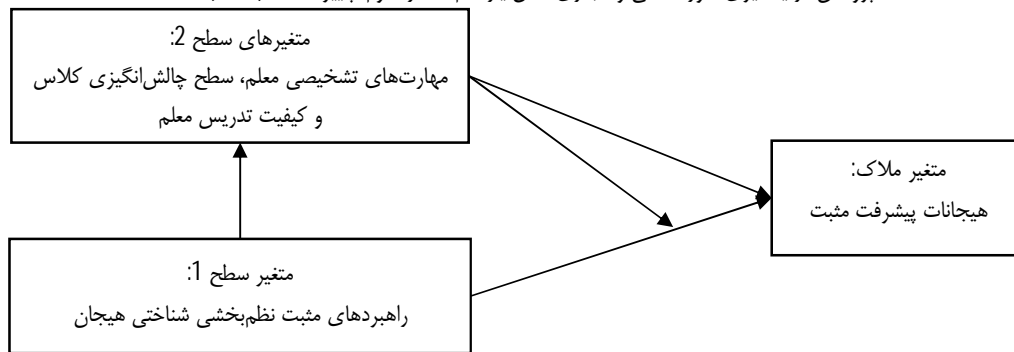 متغیرهای سطح 2:
مهارت‌های تشخیصی معلم، سطح چالش‌انگیزی کلاس
و کیفیت تدریس معلم
متغیر ملاک:
هیجانات پیشرفت مثبت
متغیر سطح 1:
راهبردهای مثبت نظم‌بخشی شناختی هیجان